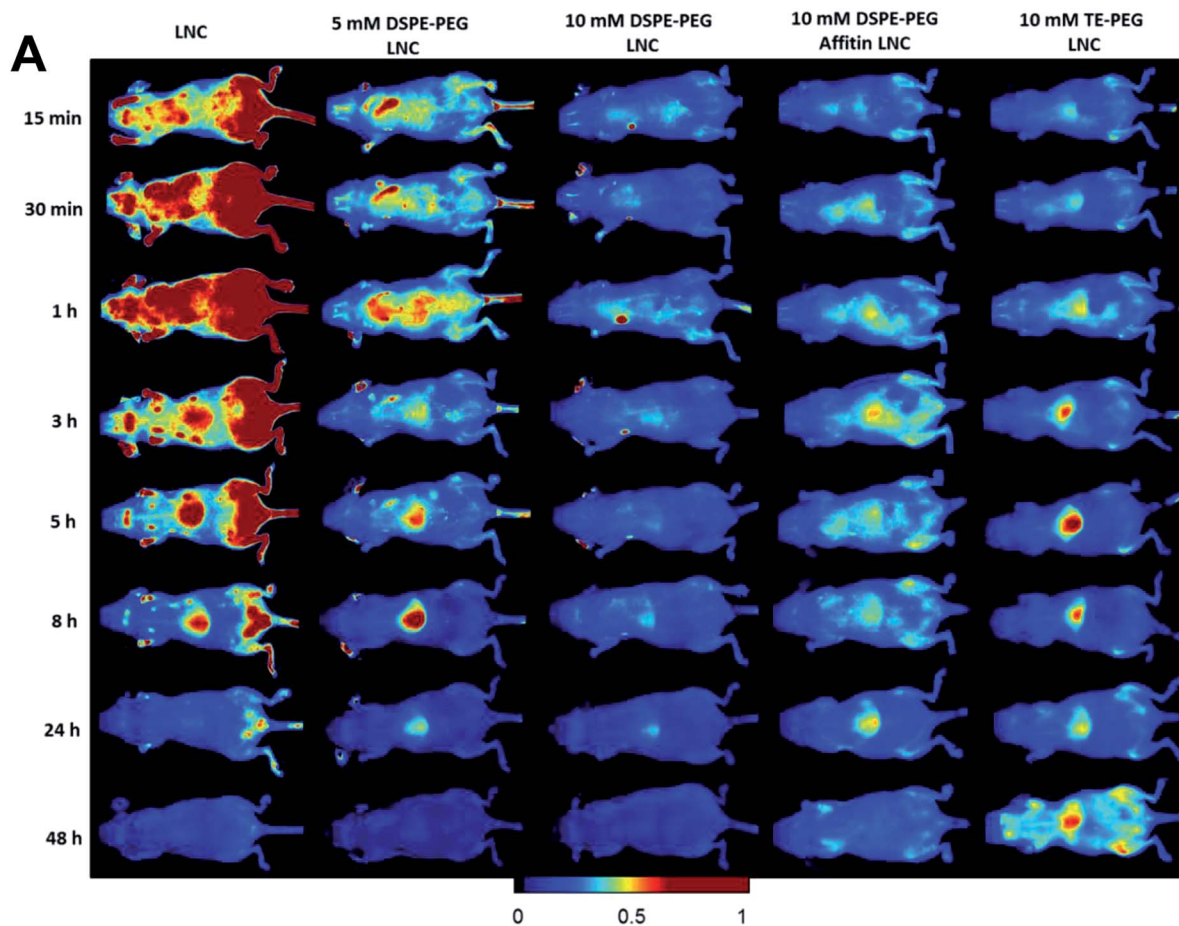 A
LNC
5 mM DSPE-PEG
LNC
10 mM DSPE-PEG
LNC
10 mM DSPE-PEG
Affitin LNC
10 mM TE-PEG
LNC
15 min
30 min
1 h
3 h
5 h
8 h
24 h
48 h
0
0.5
1